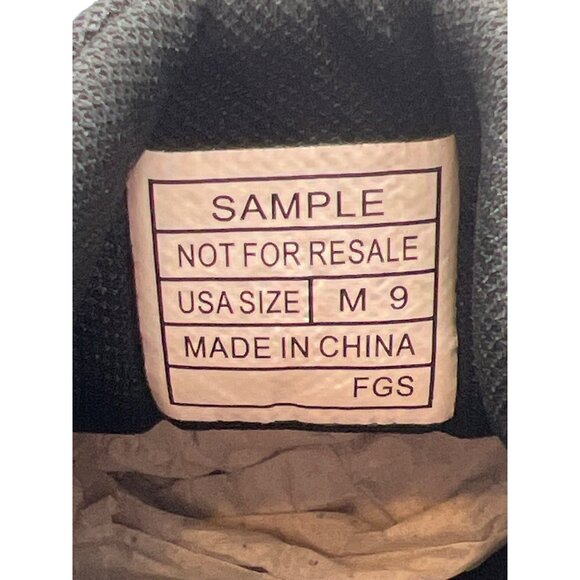 SAMPLE
NOT FOR RESALE
USA SIZE M 9
MADE IN CHINA
FGS